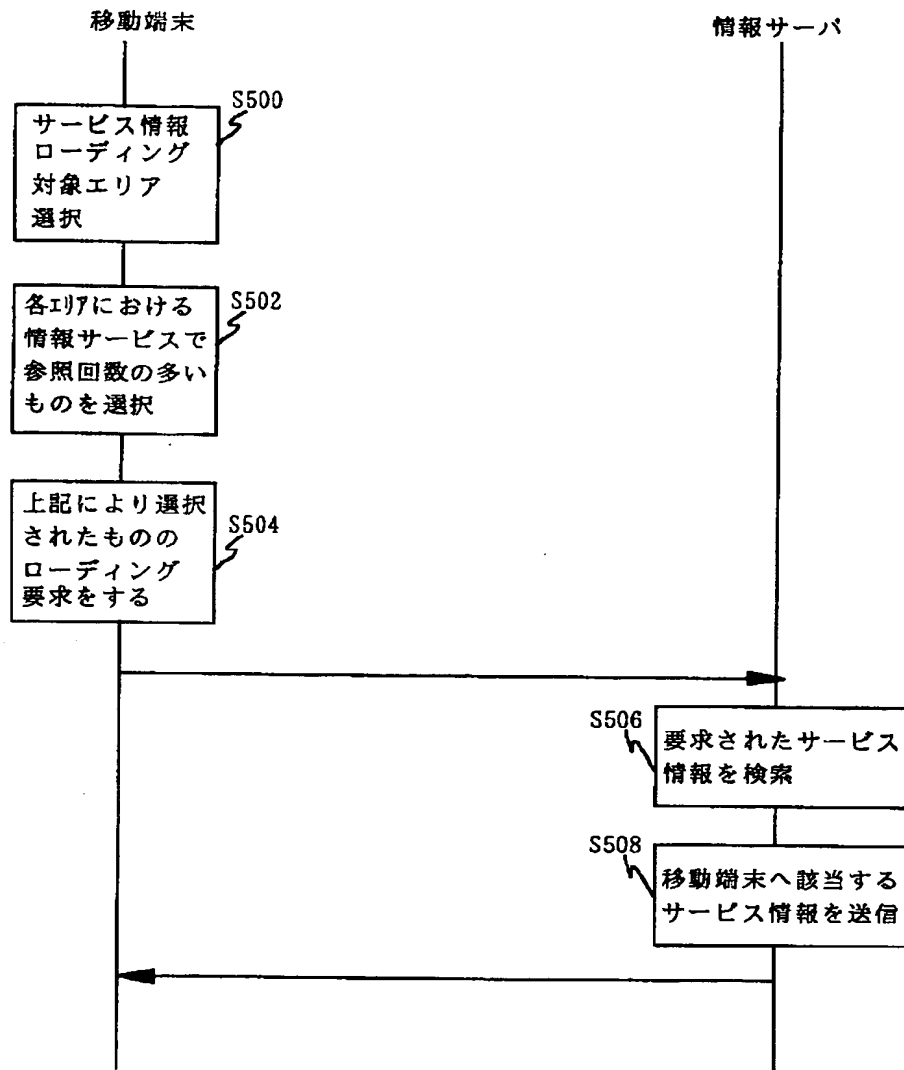 移動端末
情報サーバ
S500
サービス情報
ローディング
対象エリア
選択
S502
各エリアにおける
情報サービスで
参照回数の多い
ものを選択
上記により選択
されたものの
ローディング
要求をする
S504
S506
要求されたサービス
情報を検索
S508
移動端末へ該当する
サービス情報を送信